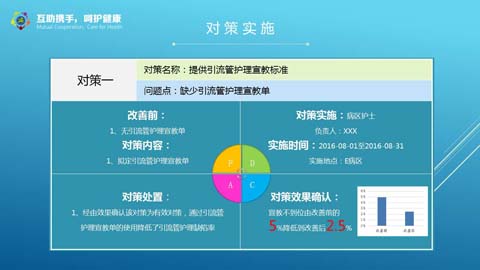 互助携手，呵护健康
Mutual Cooperation, Care for Health
对策实施
对策一
对策名称：提供引流管护理宣教标准
问题点：缺少引流管护理宣教单
改善前：
1、无引流管护理宣教单
对策内容：
1、拟定引流管护理宣教单
对策实施：病区护士
负责人：XXX
实施时间：2016-08-01至2016-08-31
实施地点：E病区
P
D
A
C
对策处置：
1、经由效果确认该对策为有效对策，通过引流管
护理宣教单的使用降低了引流管护理缺陷率
对策效果确认：
宣教不到位由改善前的
5%降低到改善后2.5%
改善前
改善后